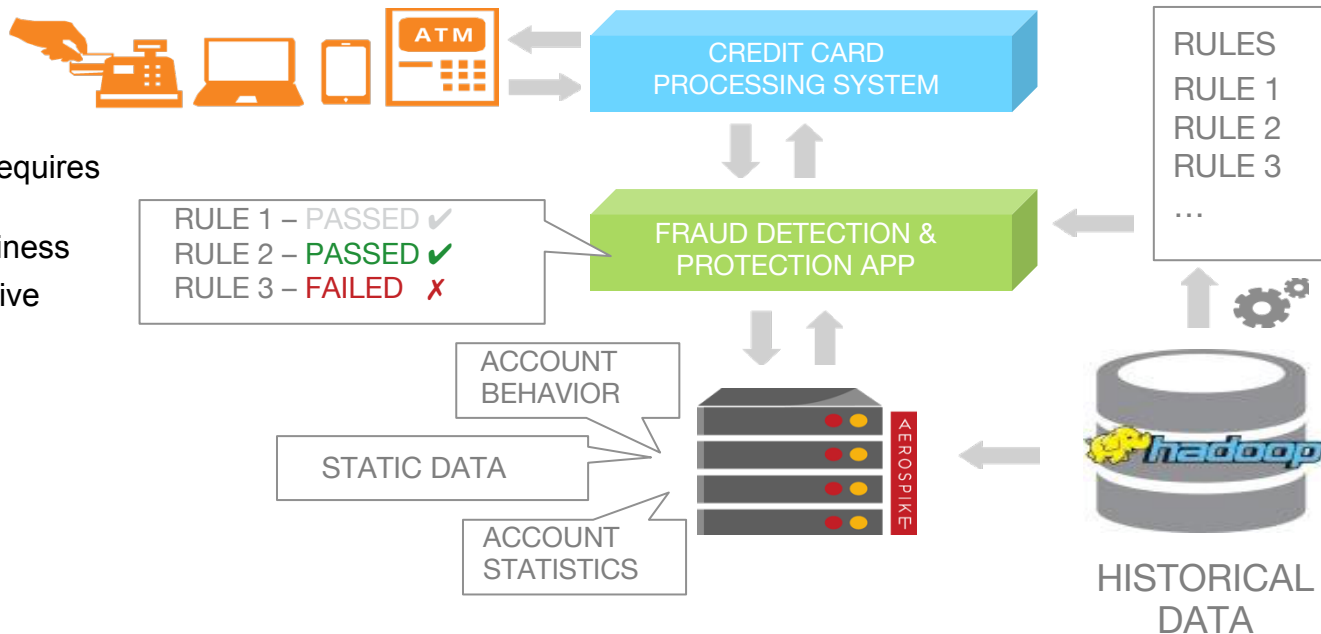 ATM
CREDIT CARD
PROCESSING SYSTEM
RULES
RULE 1
RULE 2
RULE 3
...
equires
iness
ive
RULE 1 – PASSED ✔
RULE 2 – PASSED ✔
RULE 3 – FAILED ✗
FRAUD DETECTION &
PROTECTION APP
ACCOUNT
BEHAVIOR
STATIC DATA
ACCOUNT
STATISTICS
AEROSPIKE
hadoop
HISTORICAL
DATA